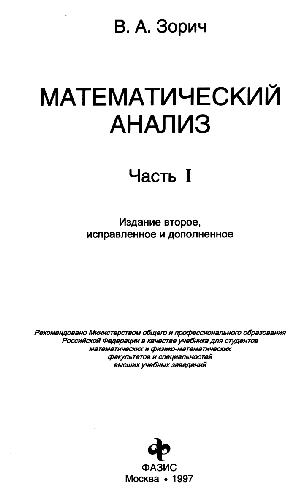 В. А. Зорич
МАТЕМАТИЧЕСКИЙ
АНАЛИЗ
Часть I
Издание второе,
исправленное и дополненное
Рекомендовано Министерством общего и профессионального образования
Российской Федерации в качестве учебника для студентов
математических и физико-математических
факультетов и специальностей
высших учебных заведений
ФАЗИС
Москва • 1997